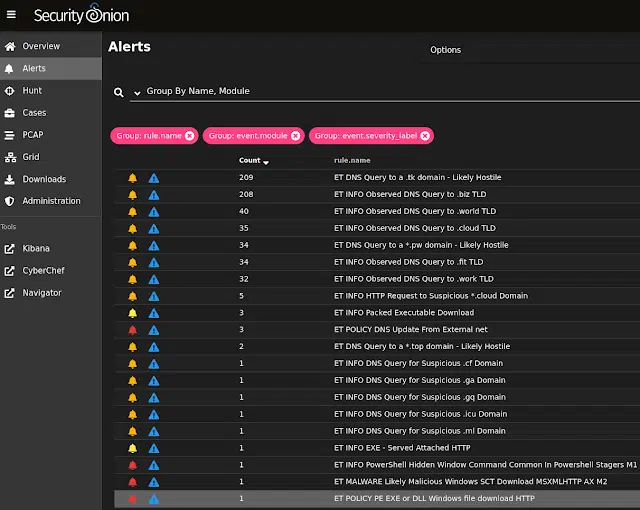 Security Onion
Overview
Alerts
Hunt
Cases
PCAP
Grid
Downloads
Administration
Tools
Kibana
CyberChef
Navigator
Alerts
Options
Group By Name, Module
Group: rule.name
Group: event.module
Group: event.severity_label
Count rule.name
209 ET DNS Query to a .tk domain - Likely Hostile
208 ET INFO Observed DNS Query to .biz TLD
40 ET INFO Observed DNS Query to .world TLD
35 ET INFO Observed DNS Query to .cloud TLD
34 ET DNS Query to a *.pw domain - Likely Hostile
34 ET INFO Observed DNS Query to .fit TLD
32 ET INFO Observed DNS Query to .work TLD
5 ET INFO HTTP Request to Suspicious *.cloud Domain
3 ET INFO Packed Executable Download
3 ET POLICY DNS Update From External net
2 ET DNS Query to a *.top domain - Likely Hostile
1 ET INFO DNS Query for Suspicious .cf Domain
1 ET INFO DNS Query for Suspicious .ga Domain
1 ET INFO DNS Query for Suspicious .gq Domain
1 ET INFO DNS Query for Suspicious .icu Domain
1 ET INFO DNS Query for Suspicious .ml Domain
1 ET INFO EXE - Served Attached HTTP
1 ET INFO PowerShell Hidden Window Command Common In Powershell Stagers M1
1 ET MALWARE Likely Malicious Windows SCT Download MSXMLHTTP AX M2
1 ET POLICY PE EXE or DLL Windows file download HTTP